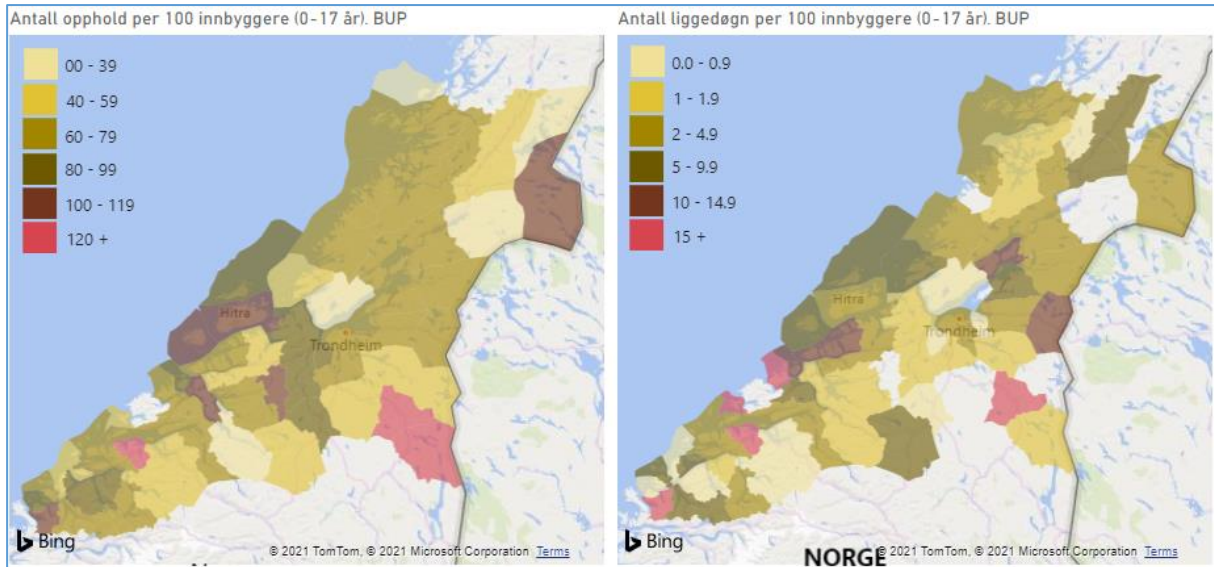 Antall opphold per 100 innbyggere (0-17 år). BUP
00 - 39
40 - 59
60 - 79
80 - 99
100 - 119
120 +
Hitra
Trondheim
Bing
© 2021 TomTom, © 2021 Microsoft Corporation Terms
Antall liggedøgn per 100 innbyggere (0-17 år). BUP
0.0 - 0.9
1 - 1.9
2 - 4.9
5 - 9.9
10 - 14.9
15 +
Hitra
Trondheim
Bing
NORGE
© 2021 TomTom, © 2021 Microsoft Corporation Terms